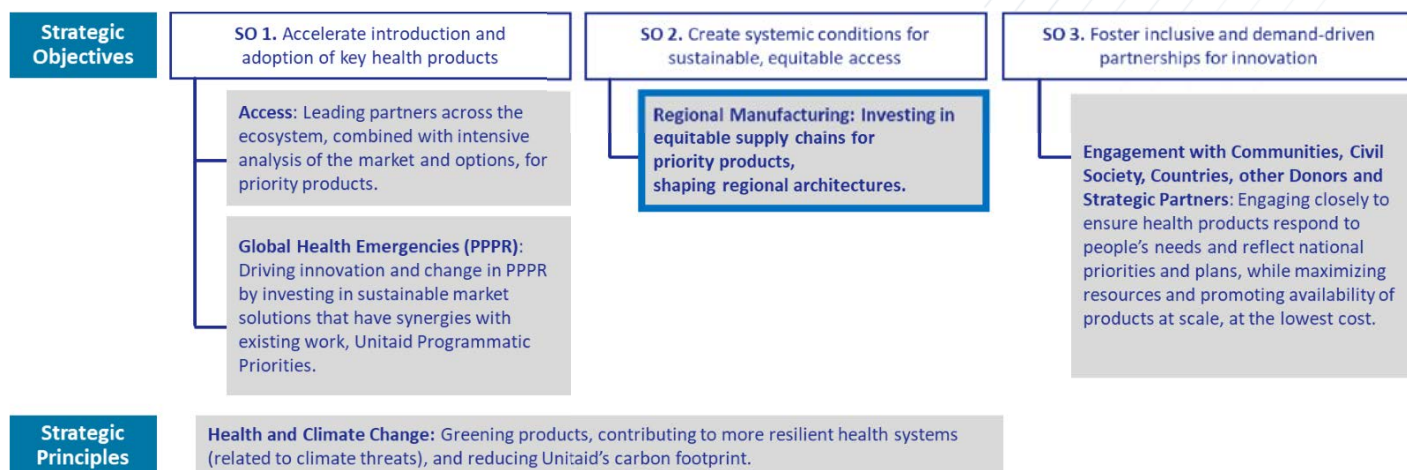 Strategic
Objectives
SO 1. Accelerate introduction and
adoption of key health products
Access: Leading partners across the
ecosystem, combined with intensive
analysis of the market and options, for
priority products.
Global Health Emergencies (PPPR):
Driving innovation and change in PPPR
by investing in sustainable market
solutions that have synergies with
existing work, Unitaid Programmatic
Priorities.
SO 2. Create systemic conditions for
sustainable, equitable access
Regional Manufacturing: Investing in
equitable supply chains for
priority products,
shaping regional architectures.
SO 3. Foster inclusive and demand-driven
partnerships for innovation
Engagement with Communities, Civil
Society, Countries, other Donors and
Strategic Partners: Engaging closely to
ensure health products respond to
people’s needs and reflect national
priorities and plans, while maximizing
resources and promoting availability of
products at scale, at the lowest cost.
Strategic
Principles
Health and Climate Change: Greening products, contributing to more resilient health systems
(related to climate threats), and reducing Unitaid’s carbon footprint.